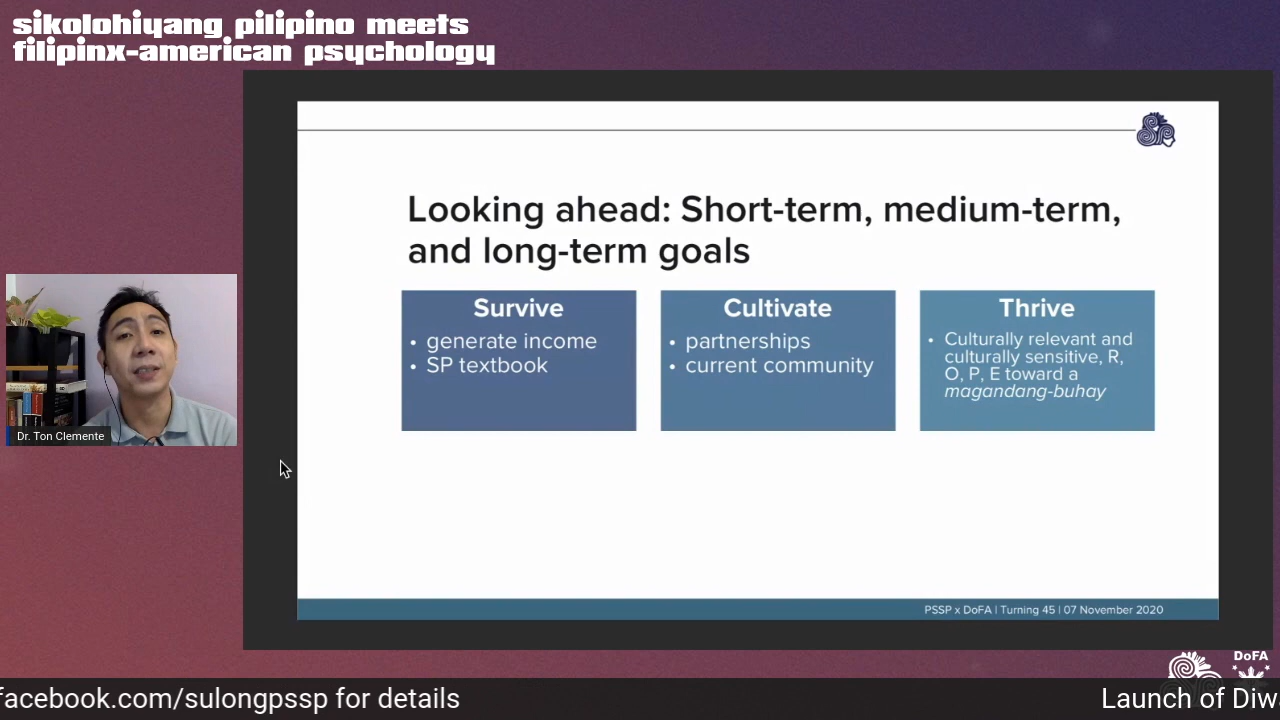 sikolohiyang pilipino meets
filipinx-american psychology
Looking ahead: Short-term, medium-term,
and long-term goals
Survive
• generate income
• SP textbook
Cultivate
• partnerships
• current community
Thrive
• Culturally relevant and
culturally sensitive, R,
O, P, E toward a
magandang-buhay
Dr. Ton Clemente
PSSP x DoFA | Turning 45 | 07 November 2020
DoFA
facebook.com/sulongpssp for details
Launch of Diw